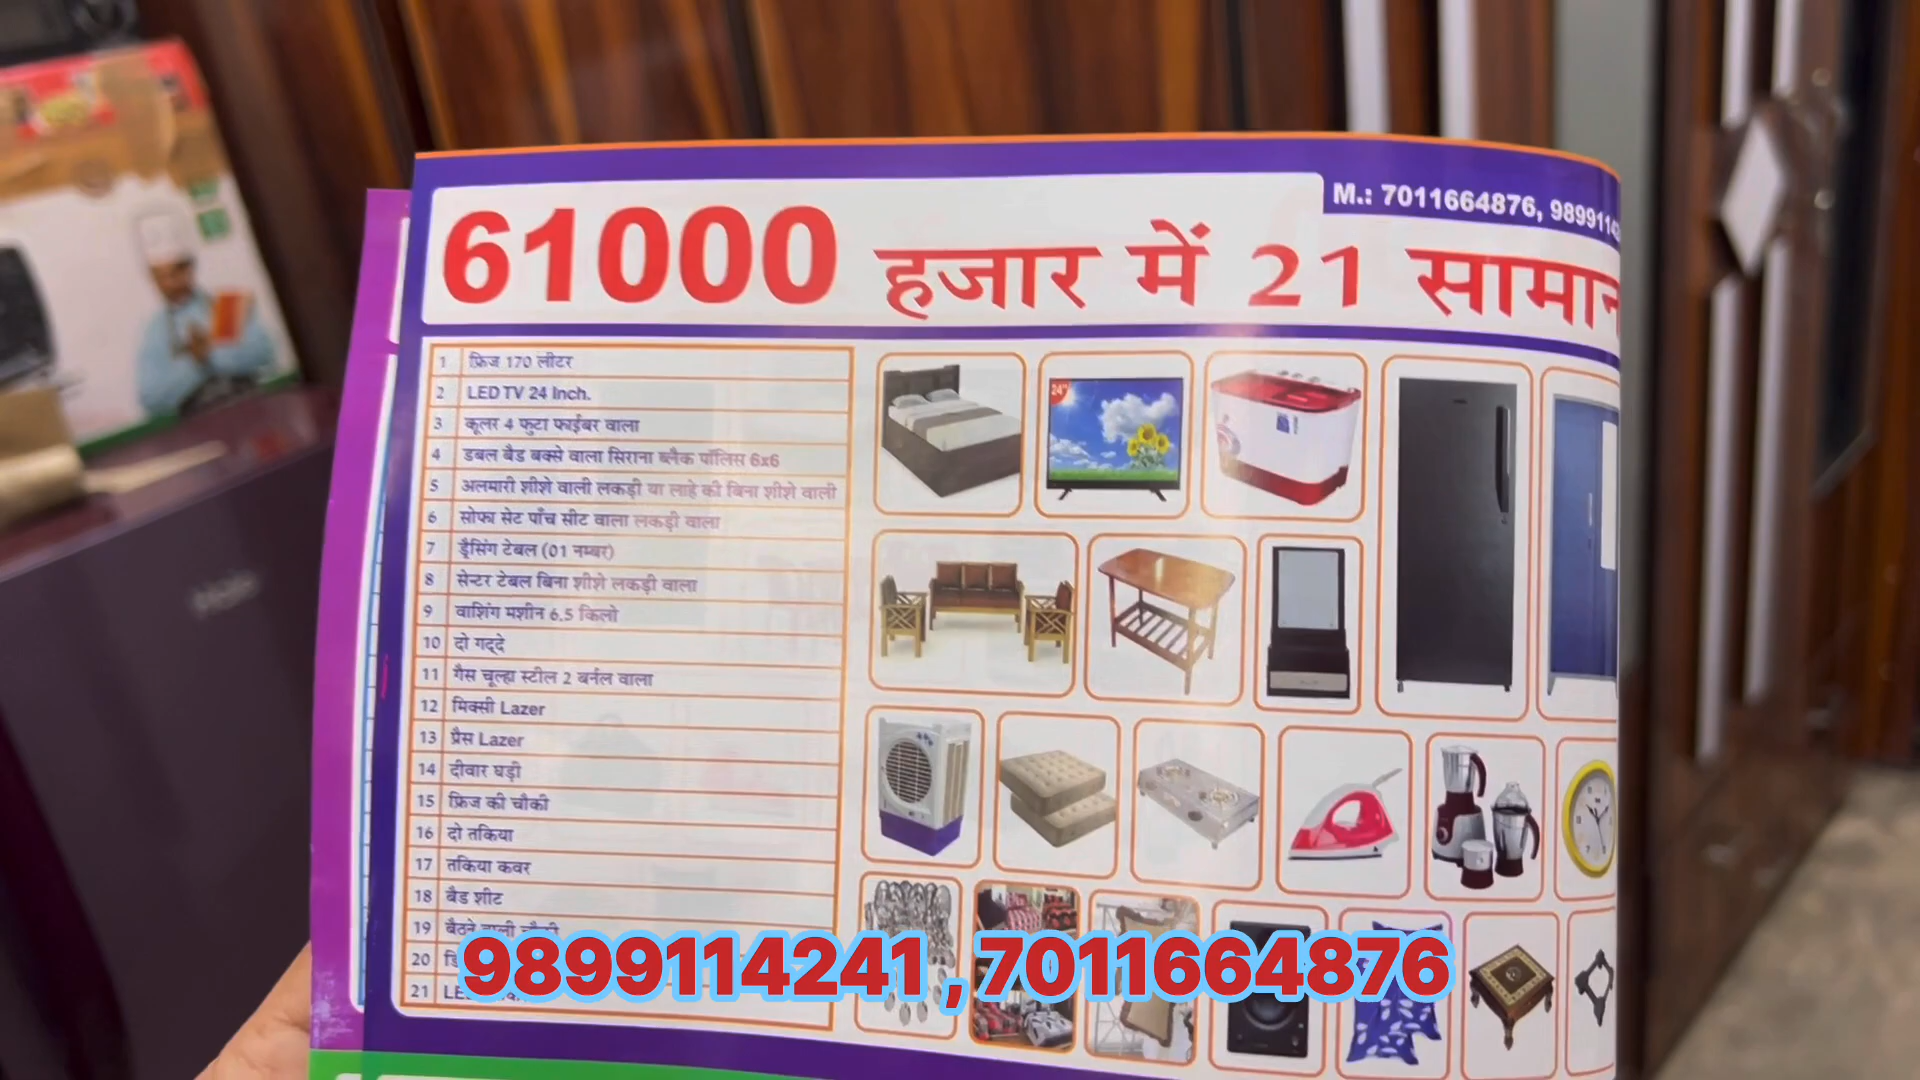 M.: 7011664876, 989911
61000 हजार में 21 सामान
1 फ्रिज 170 लीटर
2 LED TV 24 Inch.
3 कूलर 4 फुटा फाईबर वाला
4 डबल बैड बक्से वाला सिराना ब्लैक पॉलिस 6x6
5 अलमारी शीशे वाली लकड़ी या लाहे की बिना शीशे वाली
6 सोफा सेट पाँच सीट वाला लकड़ी वाला
7 ड्रैसिंग टेबल (01 नम्बर)
8 सेन्टर टेबल बिना शीशे लकड़ी वाला
9 वाशिंग मशीन 6.5 किलो
10 दो गद्दे
11 गैस चूल्हा स्टील 2 बर्नल वाला
12 मिक्सी Lazer
13 प्रैस Lazer
14 दीवार घड़ी
15 फ्रिज की चौकी
16 दो तकिया
17 तकिया कवर
18 बैड शीट
19 बैठने वाली चौकी
20
21
24"
9899114241 , 7011664876